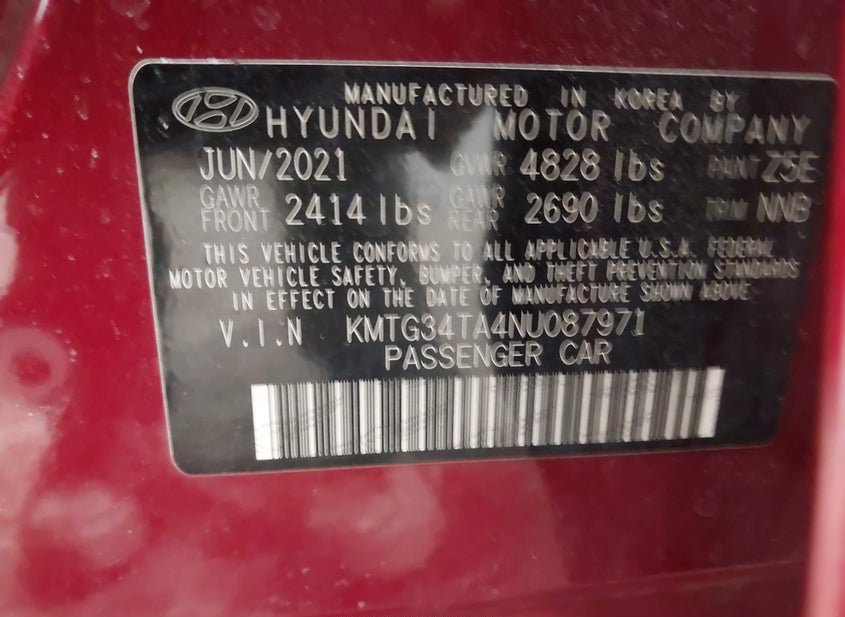 MANUFACTURED IN KOREA BY
HYUNDAI MOTOR COMPANY
JUN/2021 GVWR 4828 lbs PAINT Z5E
GAWR FRONT 2414 lbs GAWR REAR 2690 lbs TRIM NNB
THIS VEHICLE CONFORMS TO ALL APPLICABLE U.S.A. FEDERAL
MOTOR VEHICLE SAFETY, BUMPER, AND THEFT PREVENTION STANDARDS
IN EFFECT ON THE DATE OF MANUFACTURE SHOWN ABOVE.
V.I.N KMTG34TA4NU087971
PASSENGER CAR